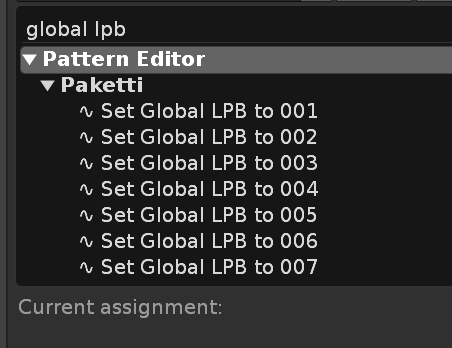 global lpb
Pattern Editor
Paketti
Set Global LPB to 001
Set Global LPB to 002
Set Global LPB to 003
Set Global LPB to 004
Set Global LPB to 005
Set Global LPB to 006
Set Global LPB to 007
Current assignment: